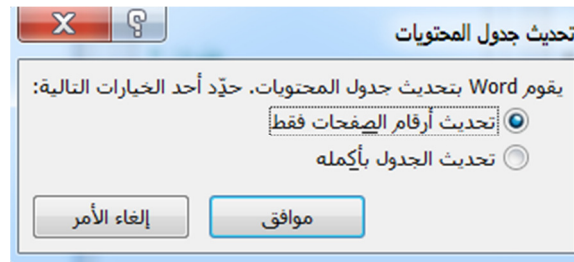 تحديث جدول المحتويات
يقوم Word بتحديث جدول المحتويات. حدِّد أحد الخيارات التالية:
تحديث أرقام الصفحات فقط
تحديث الجدول بأكمله
موافق
إلغاء الأمر